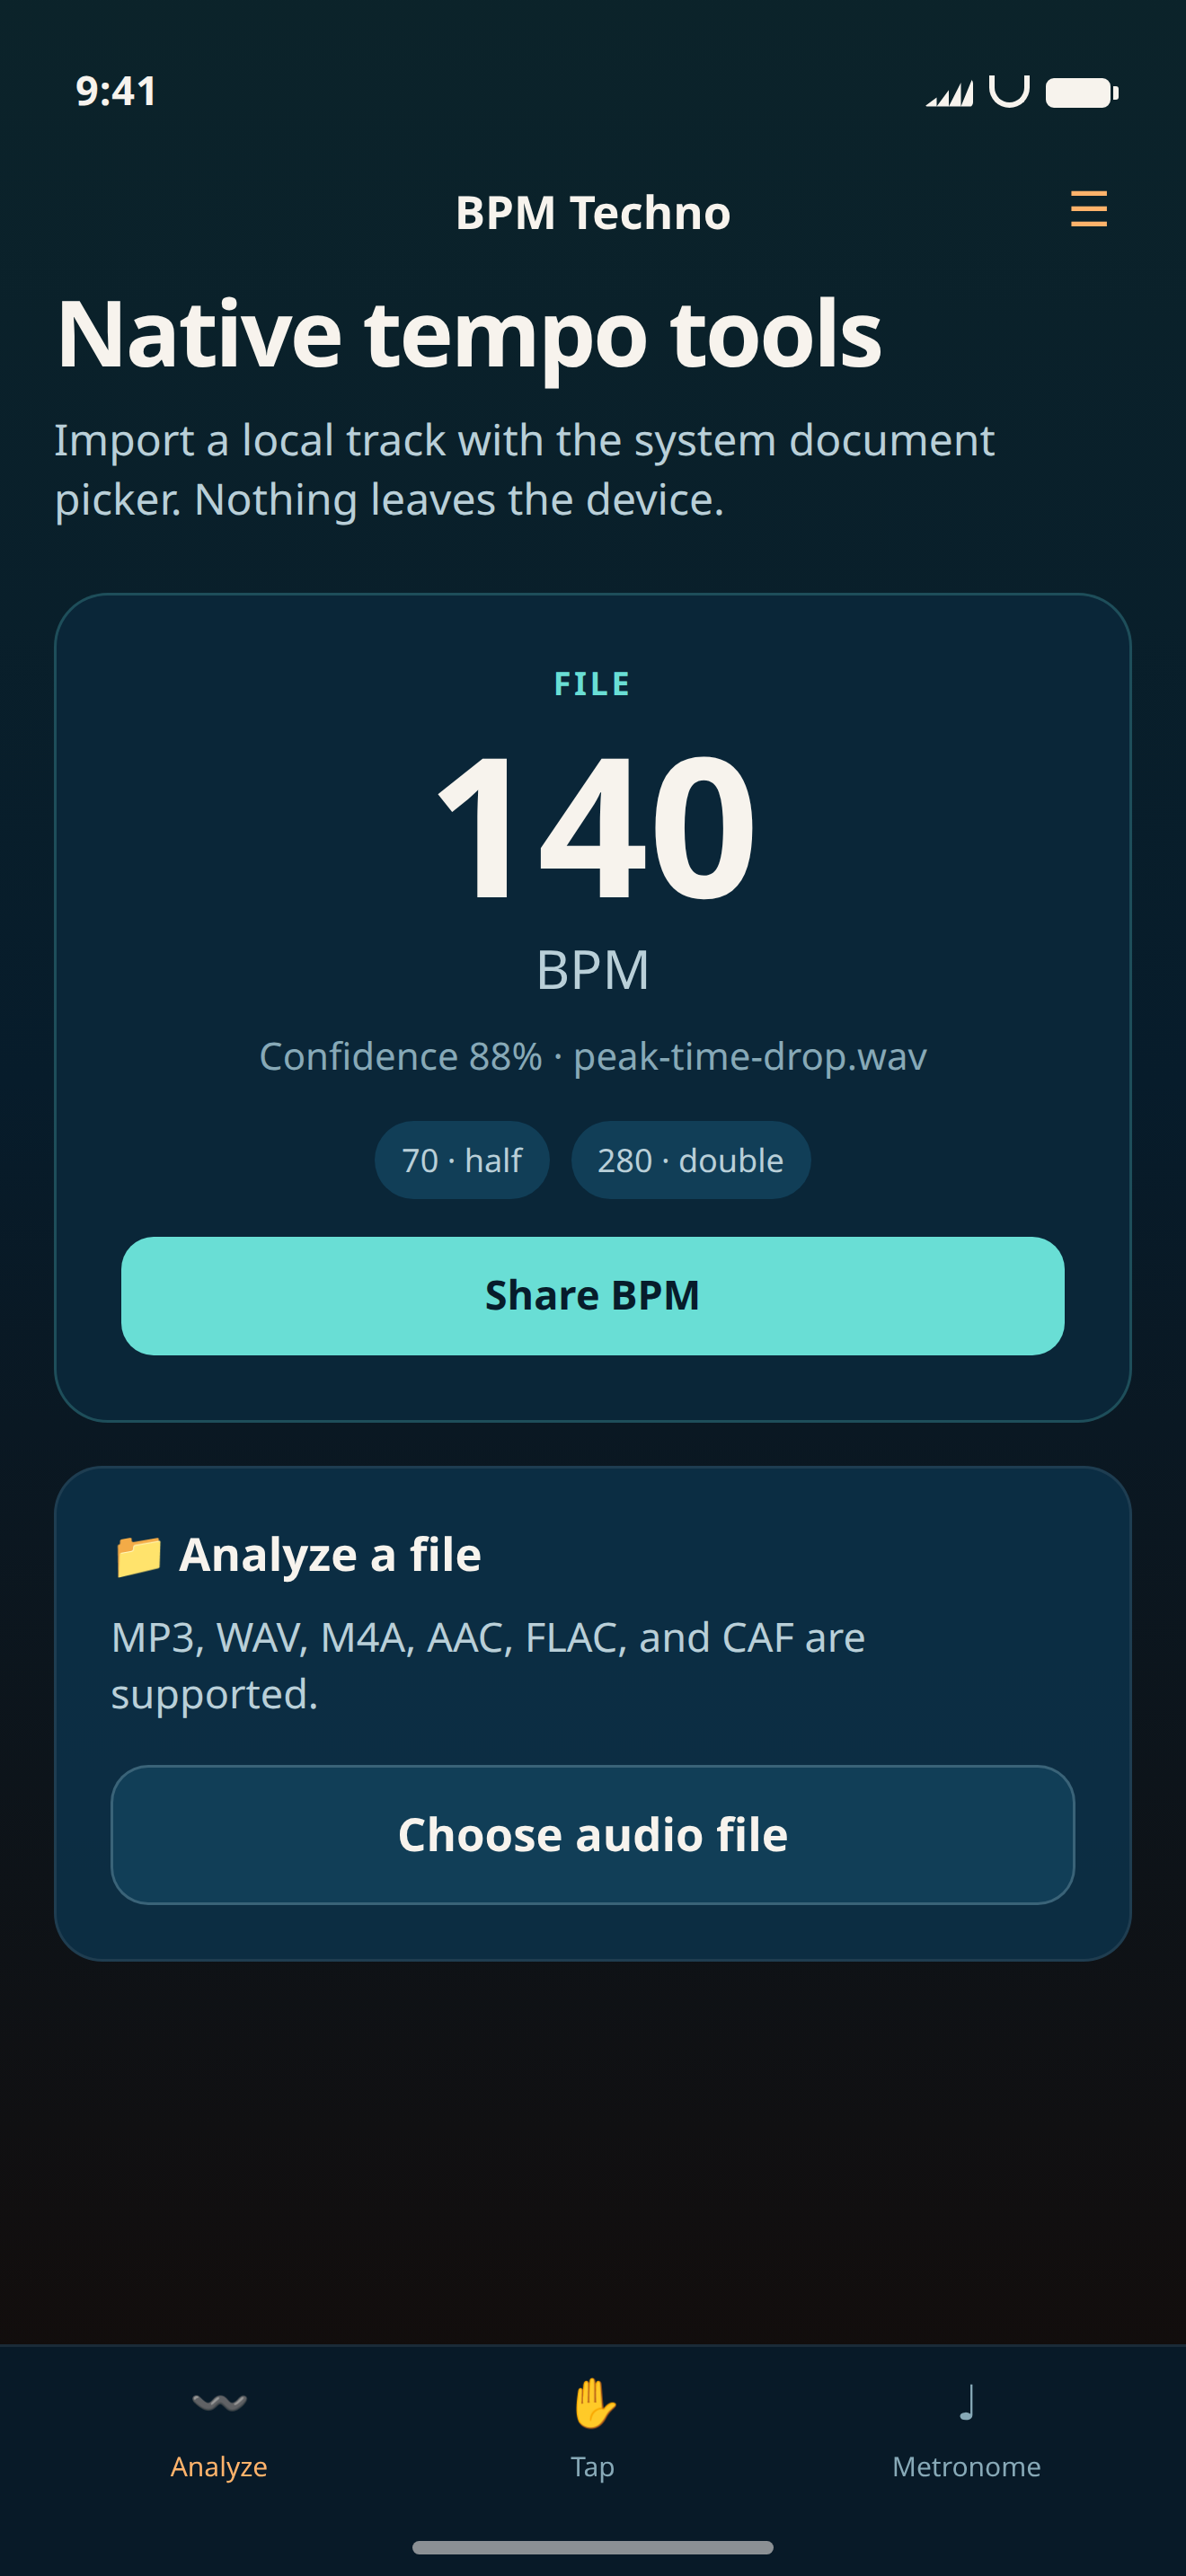 9:41
BPM Techno
Native tempo tools
Import a local track with the system document
picker. Nothing leaves the device.
FILE
140
BPM
Confidence 88% · peak-time-drop.wav
70 · half
280 · double
Share BPM
📁 Analyze a file
MP3, WAV, M4A, AAC, FLAC, and CAF are
supported.
Choose audio file
Analyze
Tap
Metronome